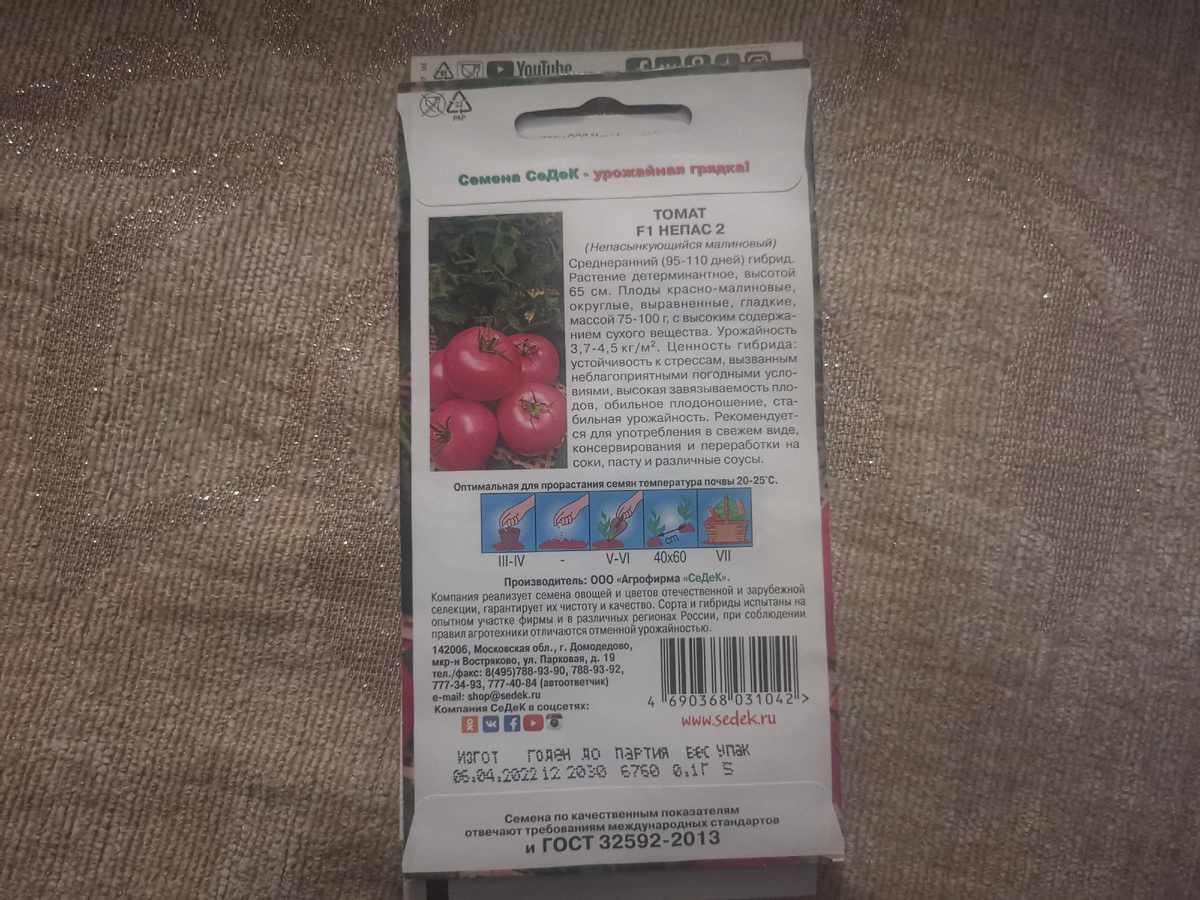 YouTube
22
PAP
Семена СеДеК - урожайная грядка!
ТОМАТ
F1 НЕПАС 2
(Непасынкующийся малиновый)
Среднеранний (95-110 дней) гибрид.
Растение детерминантное, высотой
65 см. Плоды красно-малиновые,
округлые, выравненные, гладкие,
массой 75-100 г, с высоким содержа-
нием сухого вещества. Урожайность
3,7-4,5 кг/м². Ценность гибрида:
устойчивость к стрессам, вызванным
неблагоприятными погодными усло-
виями, высокая завязываемость пло-
дов, обильное плодоношение, ста-
бильная урожайность. Рекомендует-
ся для употребления в свежем виде,
консервирования и переработки на
соки, пасту и различные соусы.
Оптимальная для прорастания семян температура почвы 20-25°С.
cm
III-IV - V-VI 40x60 VII
Производитель: ООО «Агрофирма «СеДеК».
Компания реализует семена овощей и цветов отечественной и зарубежной
селекции, гарантирует их чистоту и качество. Сорта и гибриды испытаны на
опытном участке фирмы и в различных регионах России, при соблюдении
правил агротехники отличаются отменной урожайностью.
142006, Московская обл., г. Домодедово,
мкр-н Востряково, ул. Парковая, д. 19
тел./факс: 8(495)788-93-90, 788-93-92,
777-34-93, 777-40-84 (автоответчик)
e-mail: shop@sedek.ru
Компания СеДеК в соцсетях:
4 690368 031042 >
www.sedek.ru
ИЗГОТ ГОДЕН ДО ПАРТИЯ ВЕС УПАК
06.04.2022 12 2030 6760 0.1Г 5
Семена по качественным показателям
отвечают требованиям международных стандартов
и ГОСТ 32592-2013